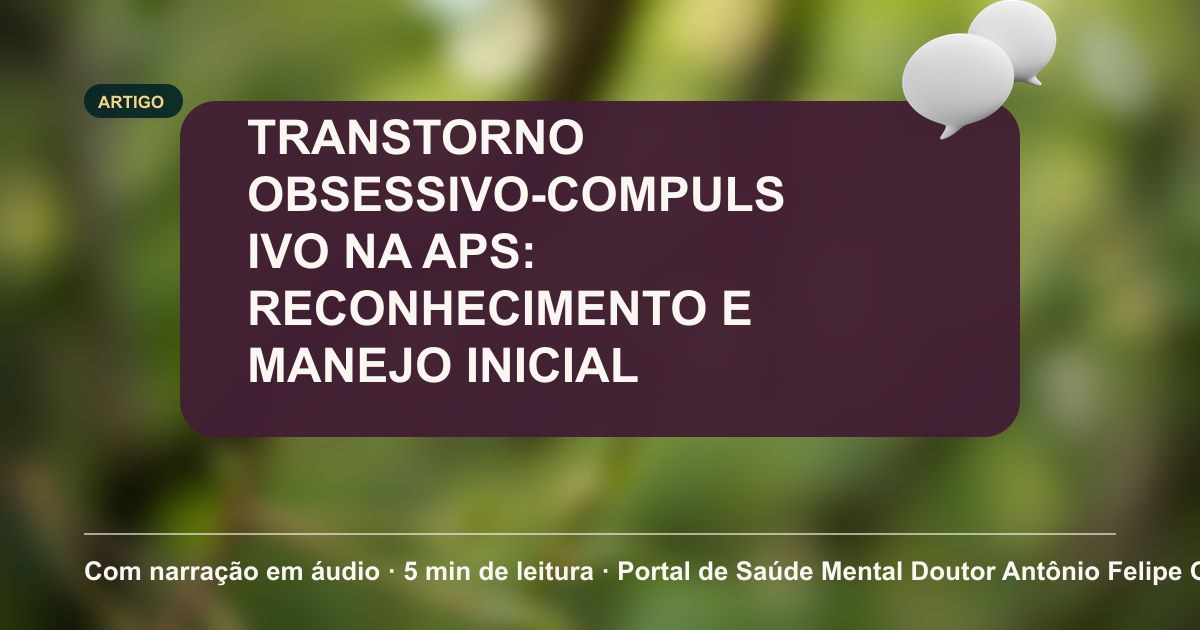 ARTIGO
TRANSTORNO
OBSESSIVO-COMPULS
IVO NA APS:
RECONHECIMENTO E
MANEJO INICIAL
Com narração em áudio · 5 min de leitura · Portal de Saúde Mental Doutor Antônio Felipe